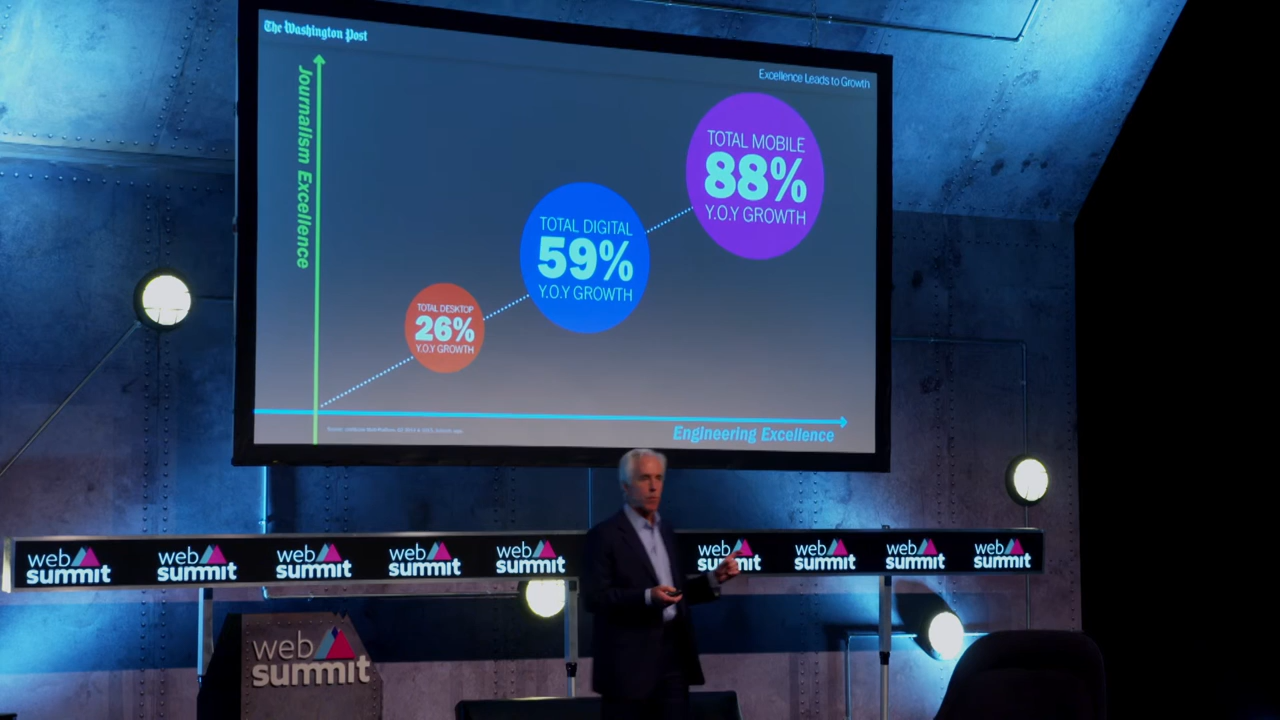 The Washington Post
Excellence Leads to Growth
Journalism Excellence
TOTAL MOBILE
88%
Y.O.Y GROWTH
TOTAL DIGITAL
59%
Y.O.Y GROWTH
TOTAL DESKTOP
26%
Y.O.Y GROWTH
Engineering Excellence
web
summit
web
summit
web
summit
web
summit
web
summit
web
summit
web
summit
web
summit
web
summit
web
summit